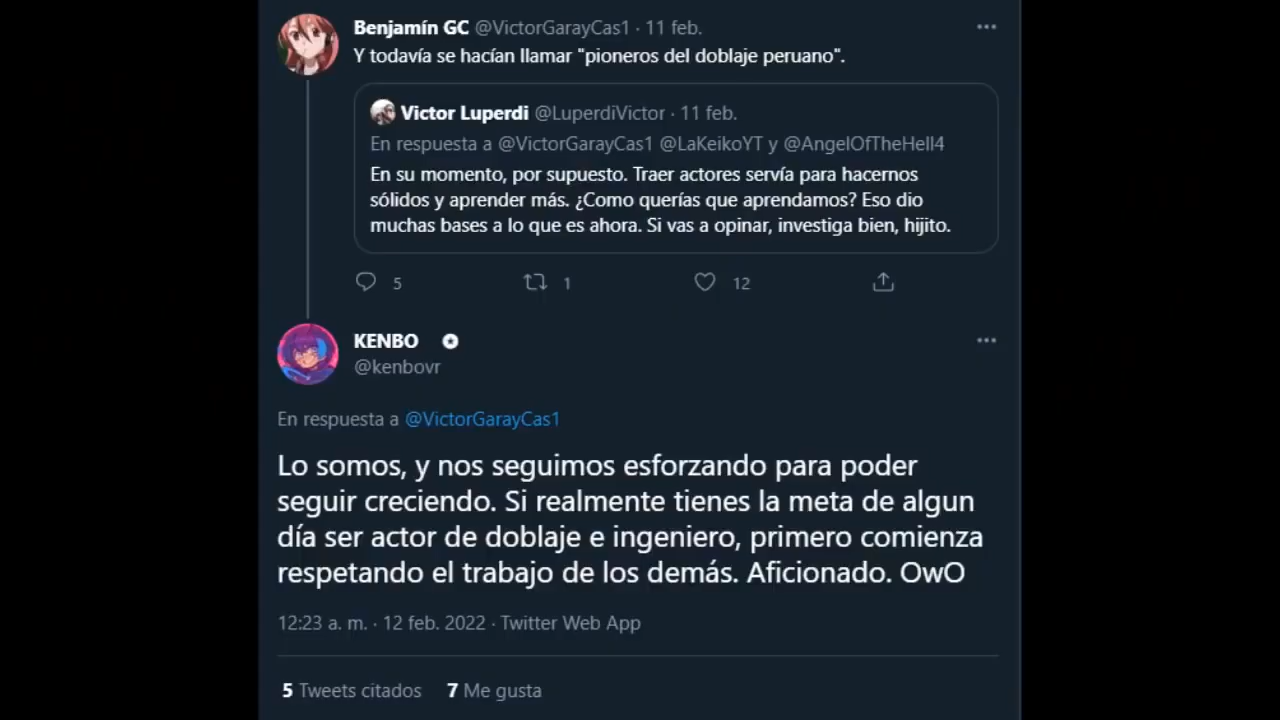 Benjamín GC @VictorGarayCas1 · 11 feb.
Y todavía se hacían llamar "pioneros del doblaje peruano".
Victor Luperdi @LuperdiVictor · 11 feb.
En respuesta a @VictorGarayCas1 @LaKeikoYT y @AngelOfTheHell4
En su momento, por supuesto. Traer actores servía para hacernos
sólidos y aprender más. ¿Como querías que aprendamos? Eso dio
muchas bases a lo que es ahora. Si vas a opinar, investiga bien, hijito.
5 1 12
KENBO
@kenbovr
En respuesta a @VictorGarayCas1
Lo somos, y nos seguimos esforzando para poder
seguir creciendo. Si realmente tienes la meta de algun
día ser actor de doblaje e ingeniero, primero comienza
respetando el trabajo de los demás. Aficionado. OwO
12:23 a. m. · 12 feb. 2022 · Twitter Web App
5 Tweets citados 7 Me gusta